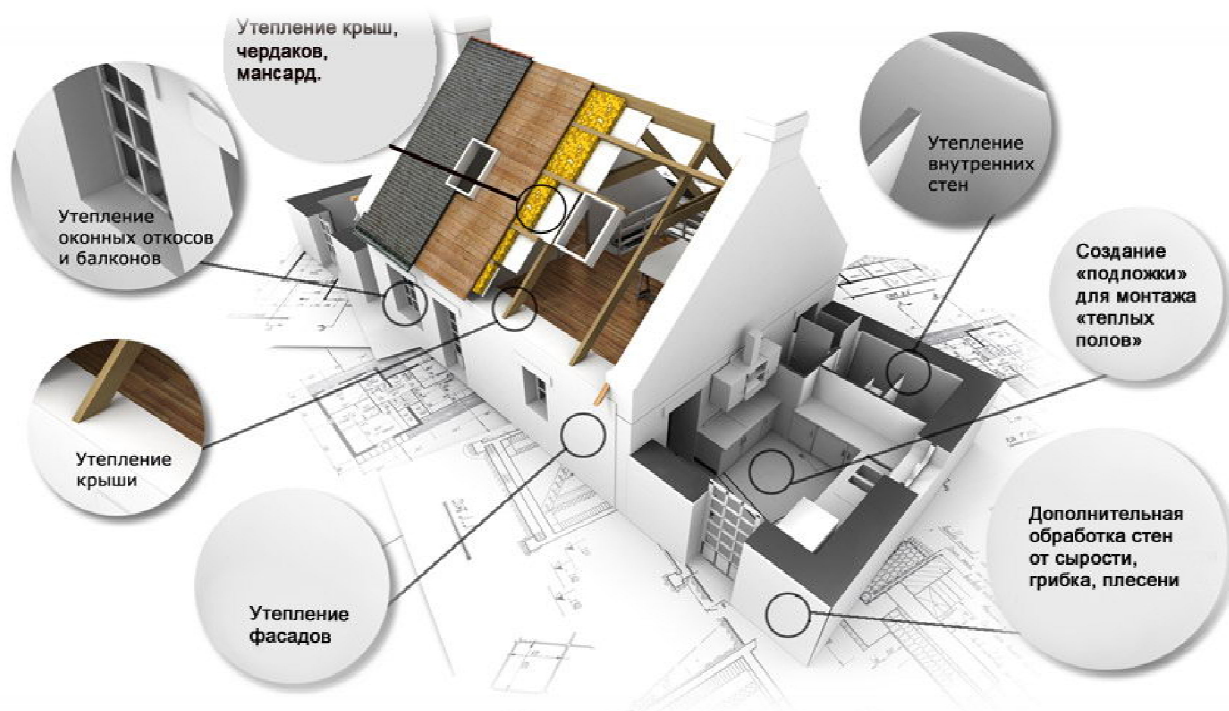 Утепление крыш,
чердаков,
мансард.
Утепление
оконных откосов
и балконов
Утепление
внутренних
стен
Создание
«подложки»
для монтажа
«теплых
полов»
Утепление
крыши
Утепление
фасадов
Дополнительная
обработка стен
от сырости,
грибка, плесени